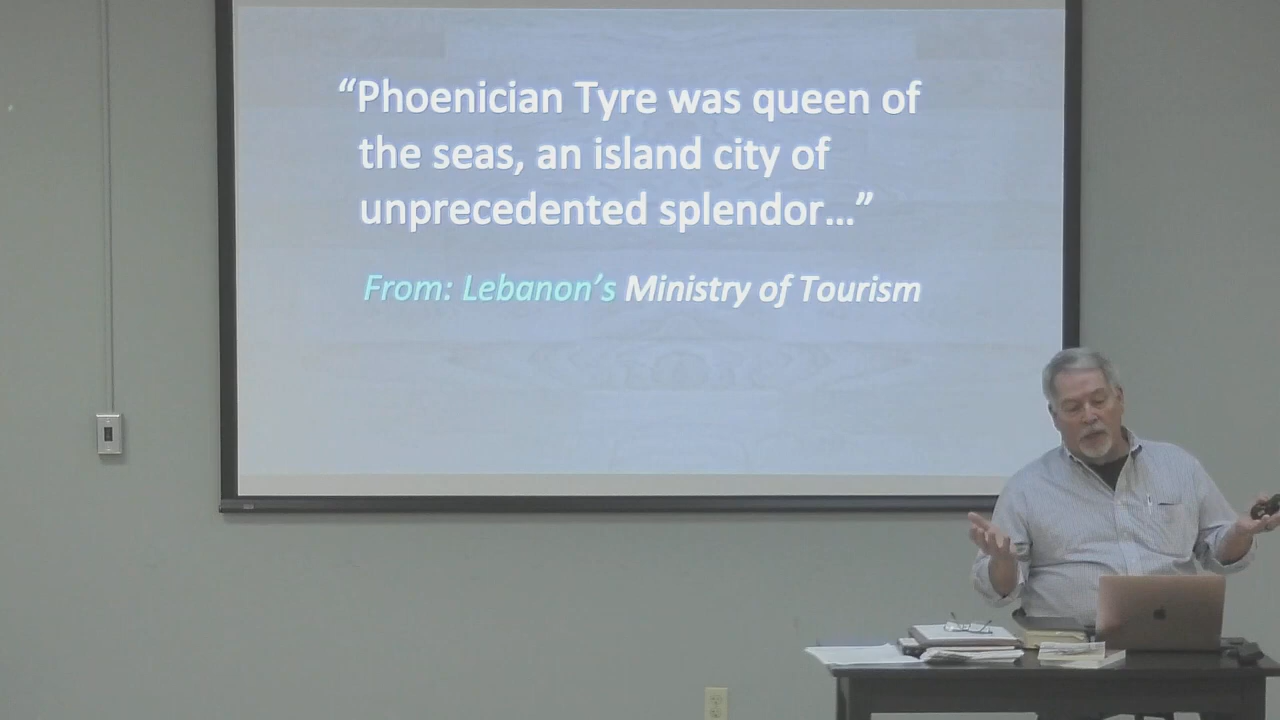 “Phoenician Tyre was queen of
the seas, an island city of
unprecedented splendor...”
From: Lebanon’s Ministry of Tourism